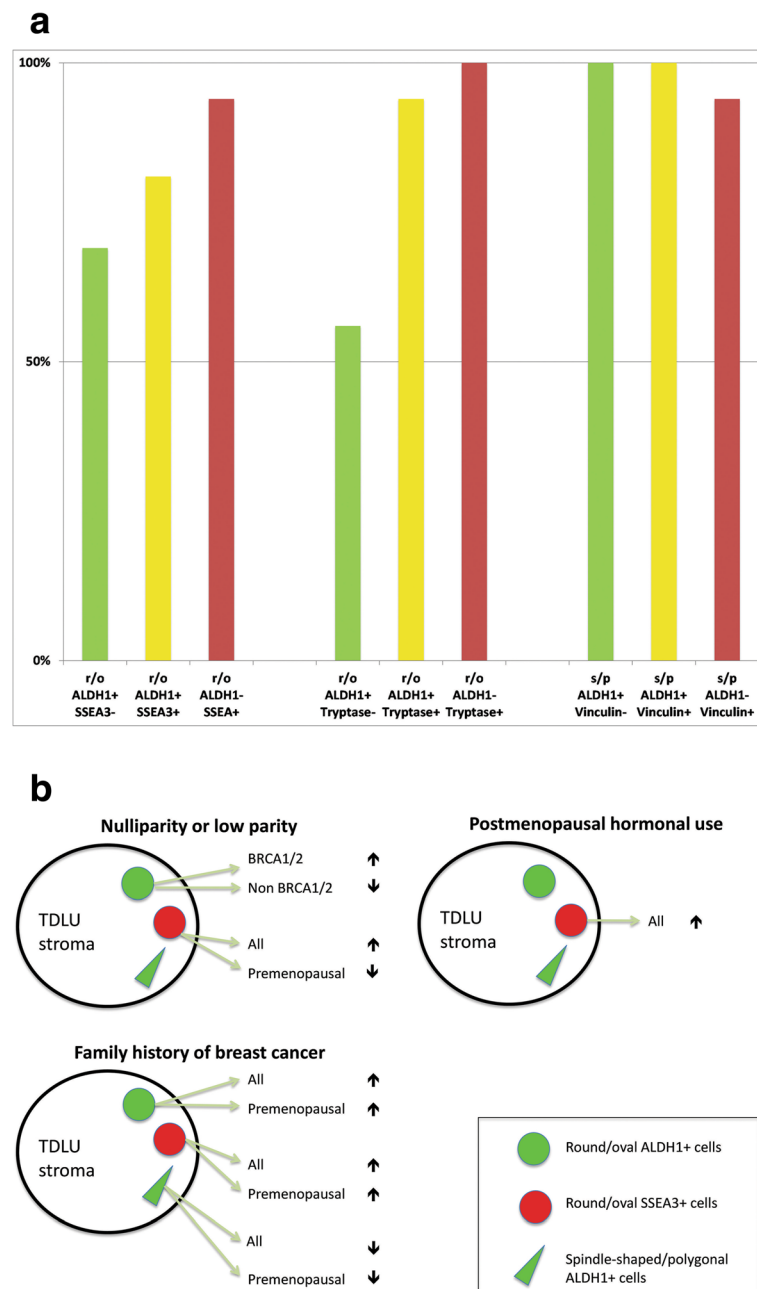 a
100%
50%
0%
r/o
ALDH1+
SSEA3-
r/o
ALDH1+
SSEA3+
r/o
ALDH1-
SSEA+
r/o
ALDH1+
Tryptase-
r/o
ALDH1+
Tryptase+
r/o
ALDH1-
Tryptase+
s/p
ALDH1+
Vinculin-
s/p
ALDH1+
Vinculin+
s/p
ALDH1-
Vinculin+
b
Nulliparity or low parity
TDLU
stroma
BRCA1/2
Non BRCA1/2
All
Premenopausal
Postmenopausal hormonal use
TDLU
stroma
All
Family history of breast cancer
TDLU
stroma
All
Premenopausal
All
Premenopausal
All
Premenopausal
Round/oval ALDH1+ cells
Round/oval SSEA3+ cells
Spindle-shaped/polygonal
ALDH1+ cells